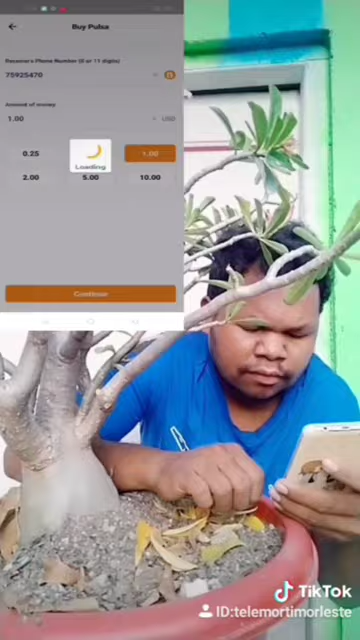 Buy Pulsa
Receiver's Phone Number (8 or 11 digits)
75925470
Amount of money
1.00
USD
0.25
Loading
1.00
2.00
5.00
10.00
Continue
TikTok
ID:telemortimorleste